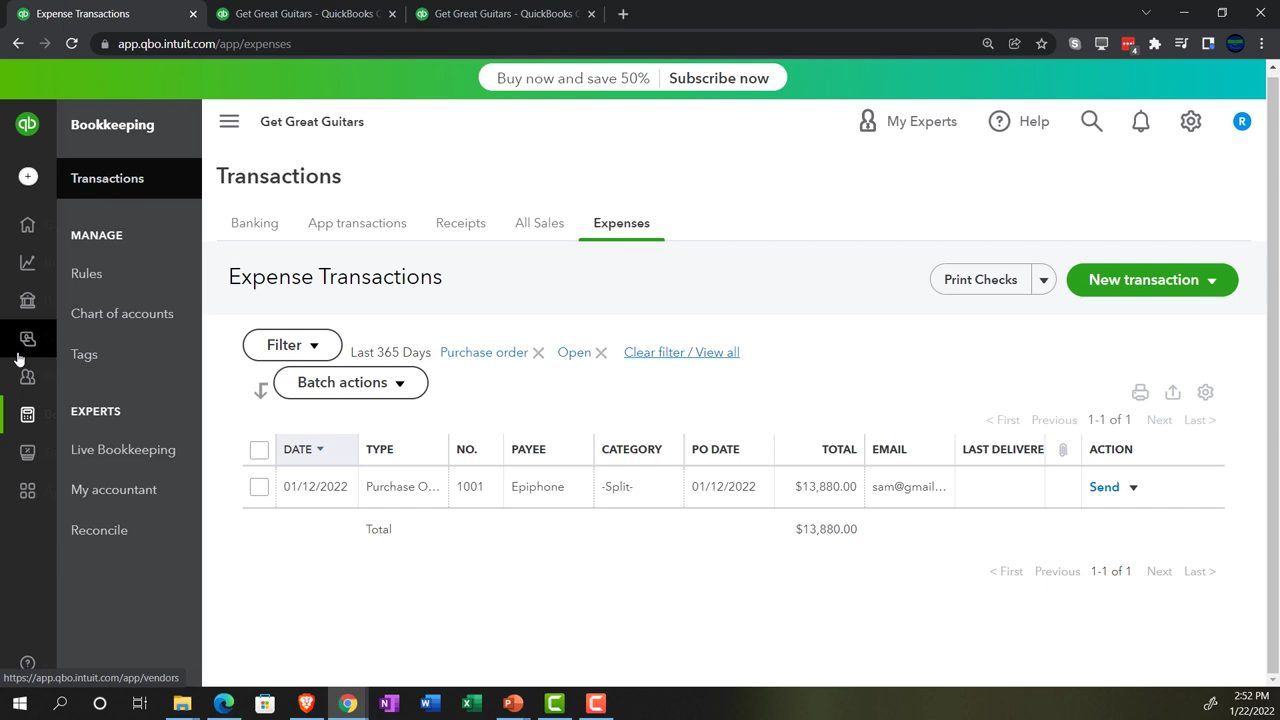 Expense Transactions
Get Great Guitars - QuickBooks
Get Great Guitars - QuickBooks
app.qbo.intuit.com/app/expenses
4
Buy now and save 50% Subscribe now
qb Bookkeeping Get Great Guitars My Experts Help R
Transactions
Transactions
Banking App transactions Receipts All Sales Expenses
MANAGE
Rules
Chart of accounts
Tags
EXPERTS
Live Bookkeeping
My accountant
Reconcile
Expense Transactions Print Checks New transaction
Filter Last 365 Days Purchase order Open Clear filter / View all
Batch actions
< First Previous 1-1 of 1 Next Last >
DATE TYPE NO. PAYEE CATEGORY PO DATE TOTAL EMAIL LAST DELIVERE ACTION
01/12/2022 Purchase O... 1001 Epiphone -Split- 01/12/2022 $13,880.00 sam@gmail... Send
Total $13,880.00
< First Previous 1-1 of 1 Next Last >
https://app.qbo.intuit.com/app/vendors
2:52 PM
1/22/2022